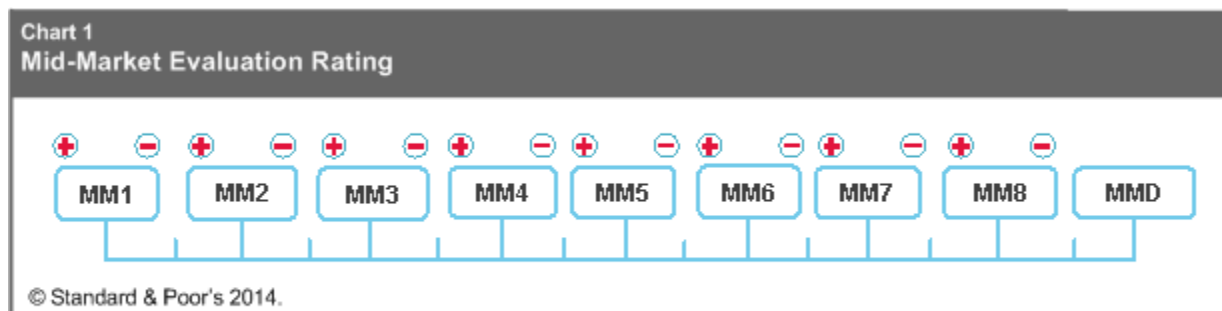 Chart 1
Mid-Market Evaluation Rating
+ − + − + − + − + − + − + − + −
MM1 MM2 MM3 MM4 MM5 MM6 MM7 MM8 MMD
© Standard & Poor's 2014.